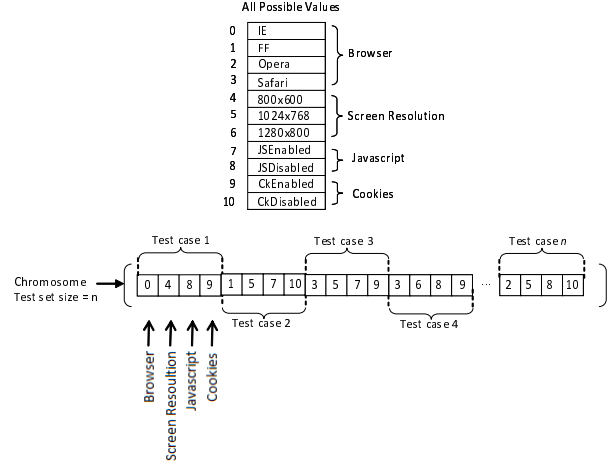 All Possible Values
0 IE
1 FF
2 Opera
3 Safari
Browser
4 800x600
5 1024x768
6 1280x800
Screen Resolution
7 JSEnabled
8 JSDisabled
Javascript
9 CkEnabled
10 CkDisabled
Cookies
Test case 1
Test case 3
Test case n
Chromosome
Test set size = n
0 4 8 9 1 5 7 10 3 5 7 9 3 6 8 9 ... 2 5 8 10
Test case 2
Test case 4
Browser
Screen Resoultion
Javascript
Cookies